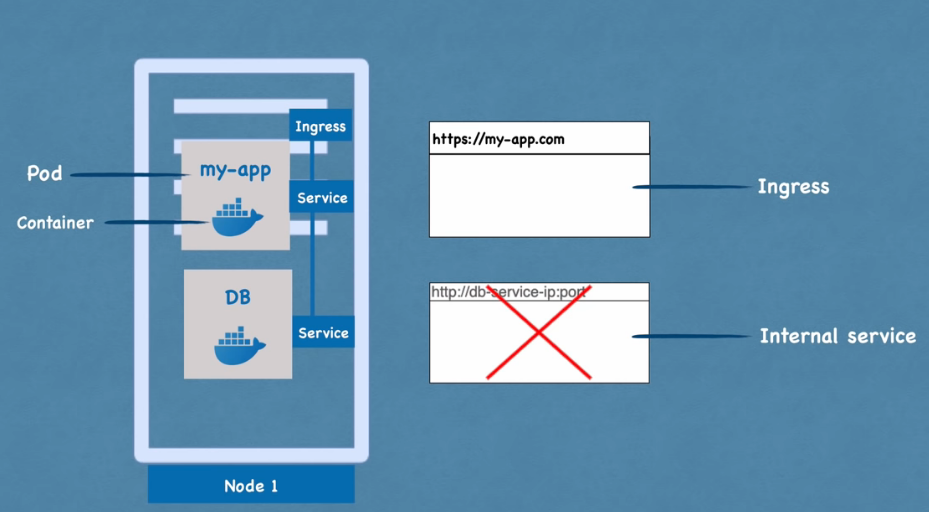 Ingress
my-app
Service
Pod
Container
DB
Service
Node 1
https://my-app.com
Ingress
http://db-service-ip:port
Internal service